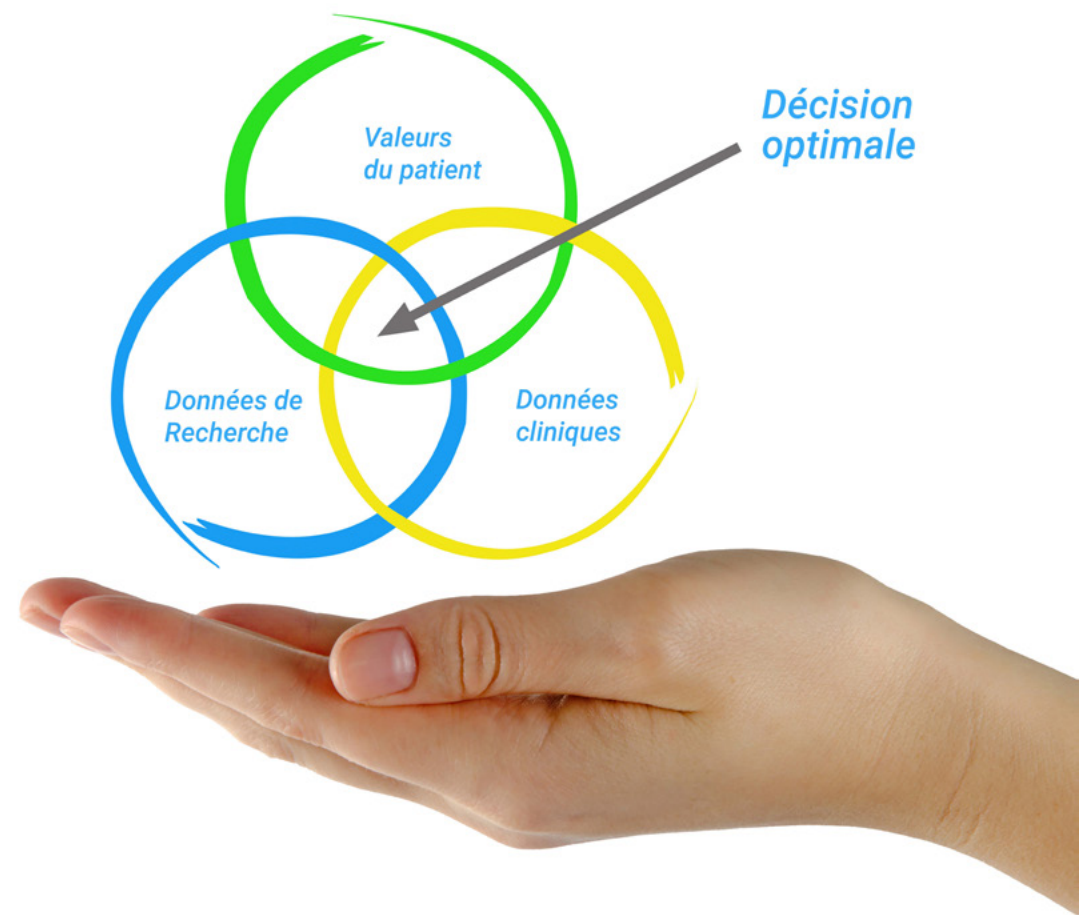 Valeurs
du patient
Décision
optimale
Données de
Recherche
Données
cliniques